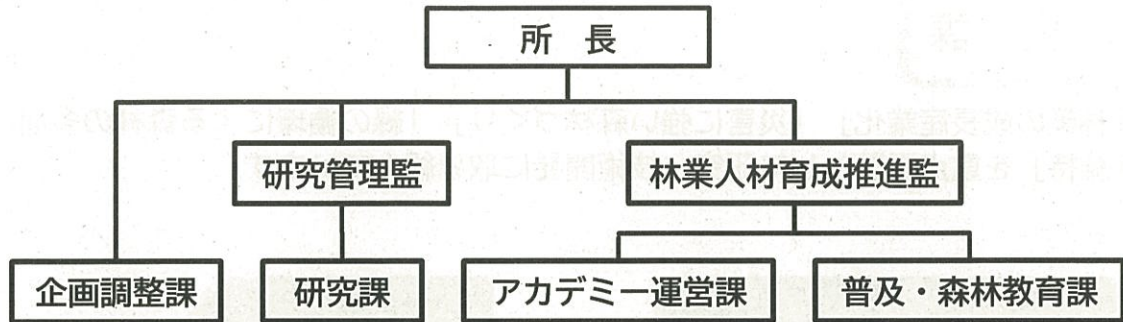 所 長
研究管理監
林業人材育成推進監
企画調整課
研究課
アカデミー運営課
普及・森林教育課